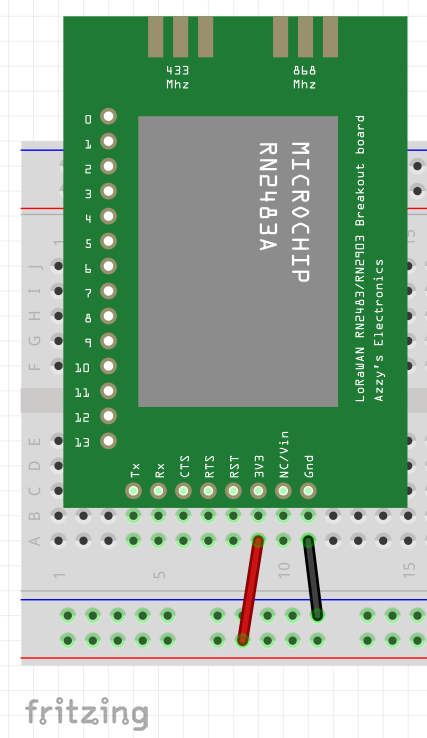 433 Mhz
868 Mhz
0
1
2
3
4
5
6
7
8
9
10
11
12
13
MICROCHIP
RN2483A
LoRaWAN RN2483/RN2903 Breakout board
Azzy's Electronics
Tx Rx CTS RTS RST 3V3 NC/Vin Gnd
1 15
J
I
H
G
F
E
D
C
B
A
1 5 10 15
fritzing